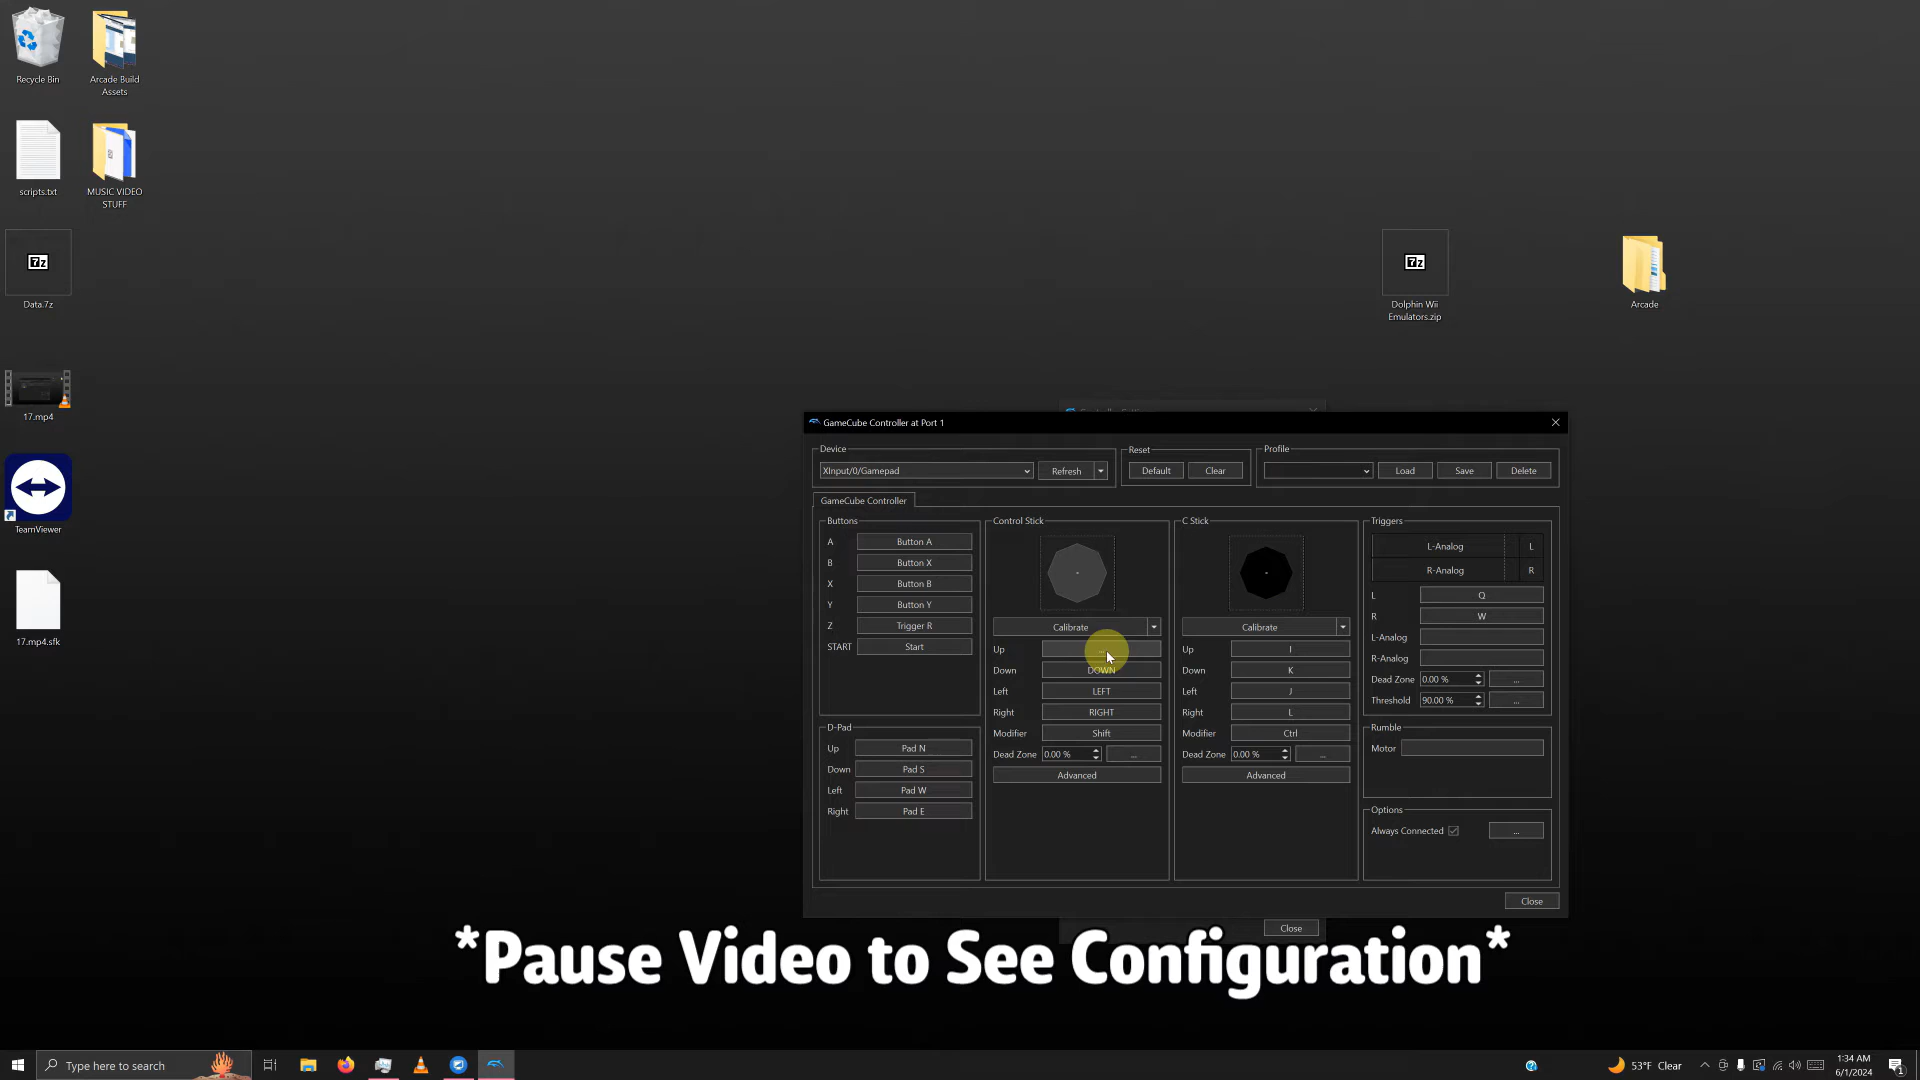 Recycle Bin
Arcade Build
Assets
scripts.txt
MUSIC VIDEO
STUFF
7z
Data.7z
7z
Dolphin Wii
Emulators.zip
Arcade
17.mp4
TeamViewer
17.mp4.sfk
GameCube Controller at Port 1
Device
XInput/0/Gamepad
Refresh
Reset
Default
Clear
Profile
Load
Save
Delete
GameCube Controller
Buttons
A Button A
B Button X
X Button B
Y Button Y
Z Trigger R
START Start
D-Pad
Up Pad N
Down Pad S
Left Pad W
Right Pad E
Control Stick
Calibrate
Up ...
Down DOWN
Left LEFT
Right RIGHT
Modifier Shift
Dead Zone 0.00 % ...
Advanced
C Stick
Calibrate
Up I
Down K
Left J
Right L
Modifier Ctrl
Dead Zone 0.00 % ...
Advanced
Triggers
L-Analog L
R-Analog R
L Q
R W
L-Analog
R-Analog
Dead Zone 0.00 % ...
Threshold 90.00 % ...
Rumble
Motor
Options
Always Connected ...
Close
Close
*Pause Video to See Configuration*
Type here to search
53°F Clear
1:34 AM
6/1/2024
1